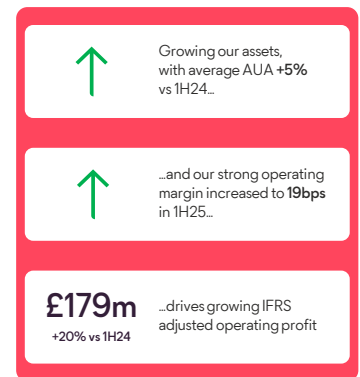 Growing our assets,
with average AUA +5%
vs 1H24...
...and our strong operating
margin increased to 19bps
in 1H25...
£179m
+20% vs 1H24
...drives growing IFRS
adjusted operating profit